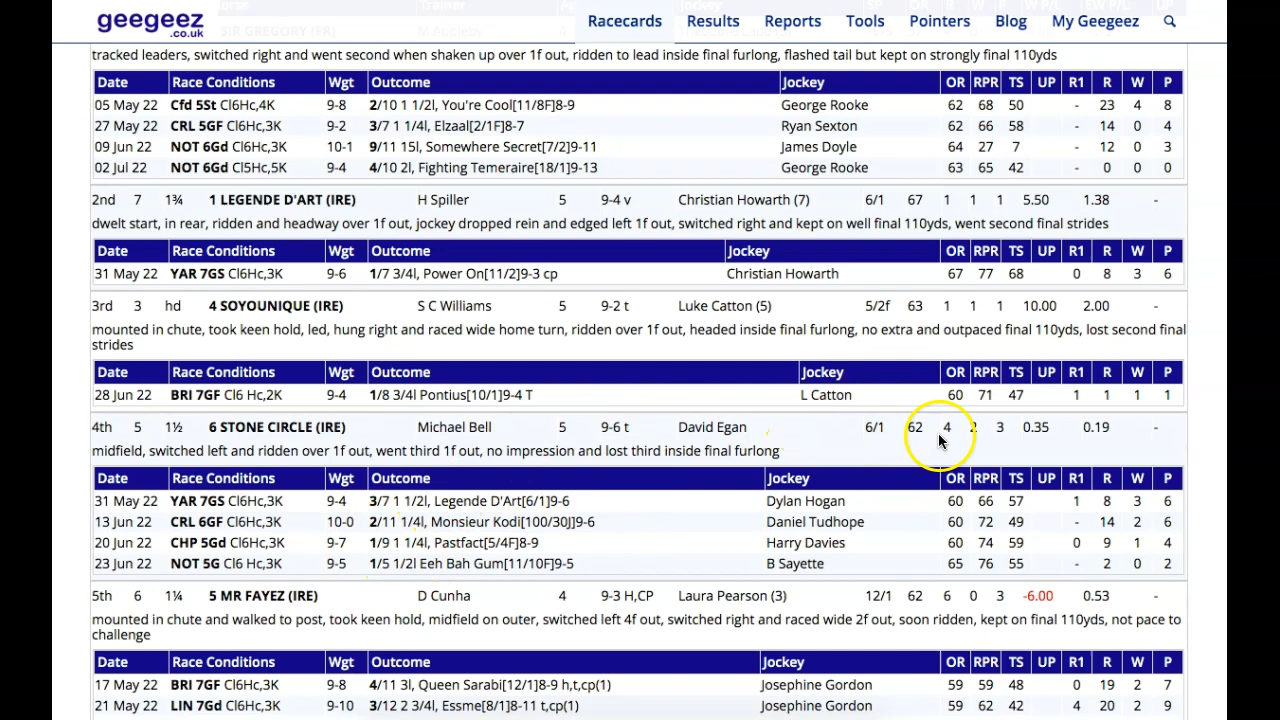 geegeez
.co.uk
Racecards Results Reports Tools Pointers Blog My Geegeez
SIR GREGORY (FR)
tracked leaders, switched right and went second when shaken up over 1f out, ridden to lead inside final furlong, flashed tail but kept on strongly final 110yds
Date Race Conditions Wgt Outcome Jockey OR RPR TS UP R1 R W P
05 May 22 Cfd 5St Cl6Hc,4K 9-8 2/10 1 1/2l, You're Cool[11/8F]8-9 George Rooke 62 68 50 - 23 4 8
27 May 22 CRL 5GF Cl6Hc,3K 9-2 3/7 1 1/4l, Elzaal[2/1F]8-7 Ryan Sexton 62 66 58 - 14 0 4
09 Jun 22 NOT 6Gd Cl6Hc,3K 10-1 9/11 15l, Somewhere Secret[7/2]9-11 James Doyle 64 27 7 - 12 0 3
02 Jul 22 NOT 6Gd Cl5Hc,5K 9-4 4/10 2l, Fighting Temeraire[18/1]9-13 George Rooke 63 65 42 - 0 0 0
2nd 7 1¾ 1 LEGENDE D'ART (IRE) H Spiller 5 9-4 v Christian Howarth (7) 6/1 67 1 1 1 5.50 1.38 -
dwelt start, in rear, ridden and headway over 1f out, jockey dropped rein and edged left 1f out, switched right and kept on well final 110yds, went second final strides
Date Race Conditions Wgt Outcome Jockey OR RPR TS UP R1 R W P
31 May 22 YAR 7GS Cl6Hc,3K 9-6 1/7 3/4l, Power On[11/2]9-3 cp Christian Howarth 67 77 68 0 8 3 6
3rd 3 hd 4 SOYOUNIQUE (IRE) S C Williams 5 9-2 t Luke Catton (5) 5/2f 63 1 1 1 10.00 2.00 -
mounted in chute, took keen hold, led, hung right and raced wide home turn, ridden over 1f out, headed inside final furlong, no extra and outpaced final 110yds, lost second final
strides
Date Race Conditions Wgt Outcome Jockey OR RPR TS UP R1 R W P
28 Jun 22 BRI 7GF Cl6 Hc,2K 9-4 1/8 3/4l Pontius[10/1]9-4 T L Catton 60 71 47 1 1 1 1
4th 5 1½ 6 STONE CIRCLE (IRE) Michael Bell 5 9-6 t David Egan 6/1 62 4 2 3 0.35 0.19 -
midfield, switched left and ridden over 1f out, went third 1f out, no impression and lost third inside final furlong
Date Race Conditions Wgt Outcome Jockey OR RPR TS UP R1 R W P
31 May 22 YAR 7GS Cl6Hc,3K 9-4 3/7 1 1/2l, Legende D'Art[6/1]9-6 Dylan Hogan 60 66 57 1 8 3 6
13 Jun 22 CRL 6GF Cl6Hc,3K 10-0 2/11 1/4l, Monsieur Kodi[100/30J]9-6 Daniel Tudhope 60 72 49 - 14 2 6
20 Jun 22 CHP 5Gd Cl6Hc,3K 9-7 1/9 1 1/4l, Pastfact[5/4F]8-9 Harry Davies 60 74 59 0 9 1 4
23 Jun 22 NOT 5G Cl6 Hc,3K 9-5 1/5 1/2l Eeh Bah Gum[11/10F]9-5 B Sayette 65 76 55 - 2 0 2
5th 6 1¼ 5 MR FAYEZ (IRE) D Cunha 4 9-3 H,CP Laura Pearson (3) 12/1 62 6 0 3 -6.00 0.53 -
mounted in chute and walked to post, took keen hold, midfield on outer, switched left 4f out, switched right and raced wide 2f out, soon ridden, kept on final 110yds, not pace to
challenge
Date Race Conditions Wgt Outcome Jockey OR RPR TS UP R1 R W P
17 May 22 BRI 7GF Cl6Hc,3K 9-8 4/11 3l, Queen Sarabi[12/1]8-9 h,t,cp(1) Josephine Gordon 59 59 48 0 19 2 7
21 May 22 LIN 7Gd Cl6Hc,3K 9-10 3/12 2 3/4l, Essme[8/1]8-11 t,cp(1) Josephine Gordon 59 62 42 4 20 2 9